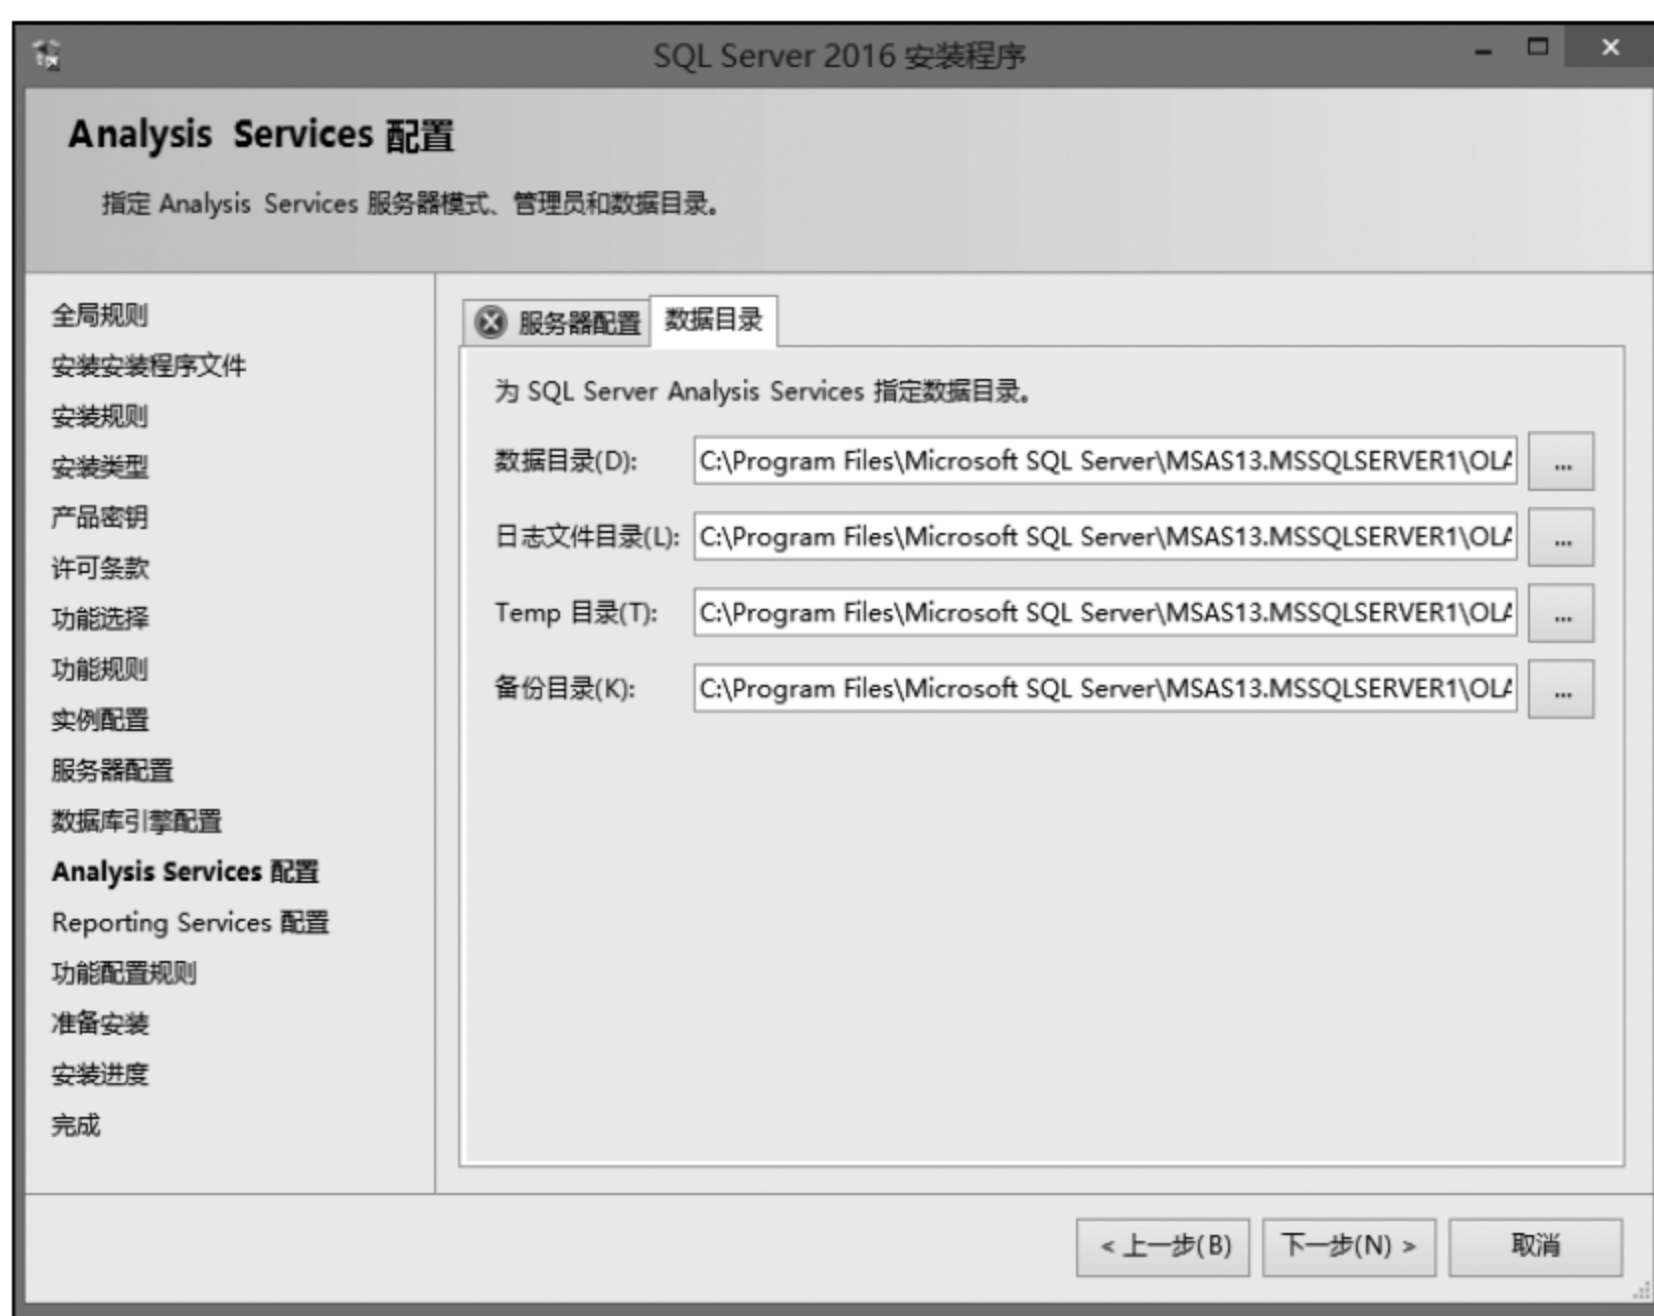 SQL Server 2016 安装程序
Analysis Services 配置
指定 Analysis Services 服务器模式、管理员和数据目录。
全局规则
安装安装程序文件
安装规则
安装类型
产品密钥
许可条款
功能选择
功能规则
实例配置
服务器配置
数据库引擎配置
Analysis Services 配置
Reporting Services 配置
功能配置规则
准备安装
安装进度
完成
服务器配置 数据目录
为 SQL Server Analysis Services 指定数据目录。
数据目录(D): C:\Program Files\Microsoft SQL Server\MSAS13.MSSQLSERVER1\OLA ...
日志文件目录(L): C:\Program Files\Microsoft SQL Server\MSAS13.MSSQLSERVER1\OLA ...
Temp 目录(T): C:\Program Files\Microsoft SQL Server\MSAS13.MSSQLSERVER1\OLA ...
备份目录(K): C:\Program Files\Microsoft SQL Server\MSAS13.MSSQLSERVER1\OLA ...
< 上一步(B) 下一步(N) > 取消